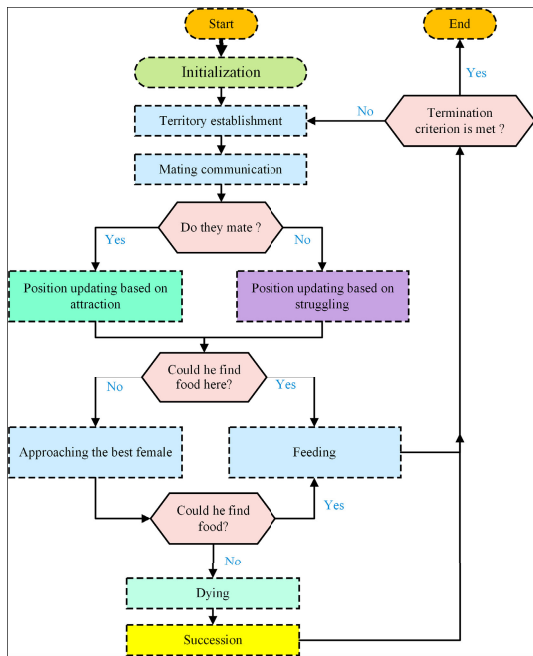 Start
End
Initialization
Yes
Termination
criterion is met ?
No
Territory establishment
Mating communication
Do they mate ?
Yes
No
Position updating based on
attraction
Position updating based on
struggling
Could he find
food here?
No
Yes
Approaching the best female
Feeding
Could he find
food?
Yes
No
Dying
Succession